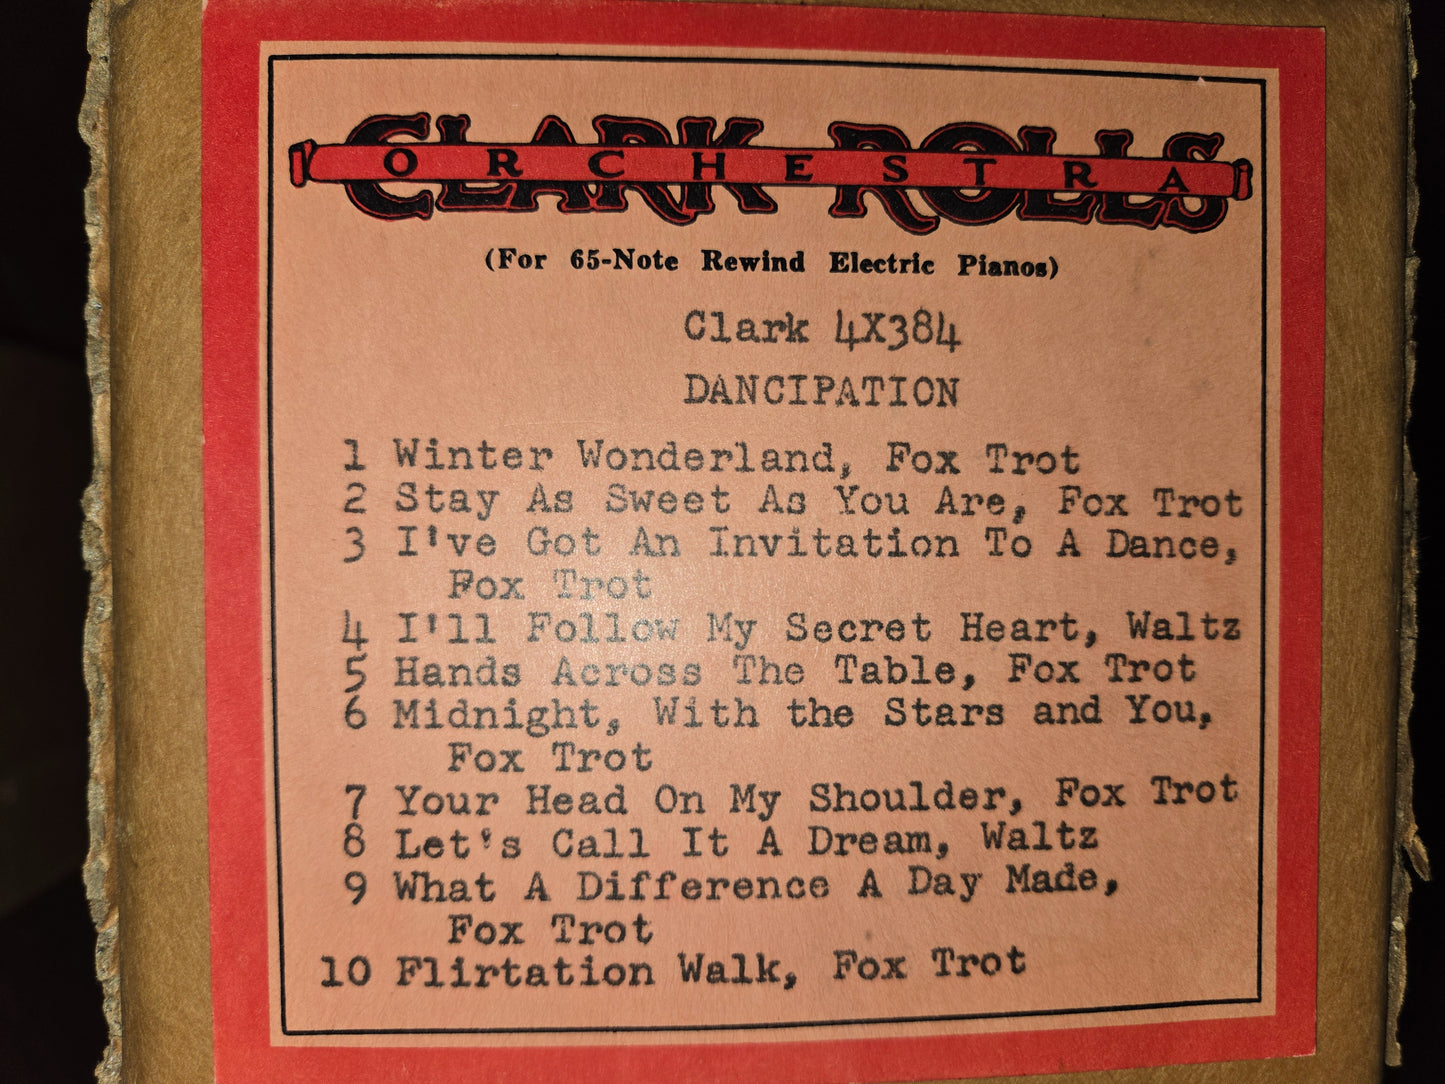 CLARK ROLLS
ORCHESTRA
(For 65-Note Rewind Electric Pianos)
Clark 4X384
DANCIPATION
1 Winter Wonderland, Fox Trot
2 Stay As Sweet As You Are, Fox Trot
3 I've Got An Invitation To A Dance,
Fox Trot
4 I'll Follow My Secret Heart, Waltz
5 Hands Across The Table, Fox Trot
6 Midnight, With the Stars and You,
Fox Trot
7 Your Head On My Shoulder, Fox Trot
8 Let's Call It A Dream, Waltz
9 What A Difference A Day Made,
Fox Trot
10 Flirtation Walk, Fox Trot